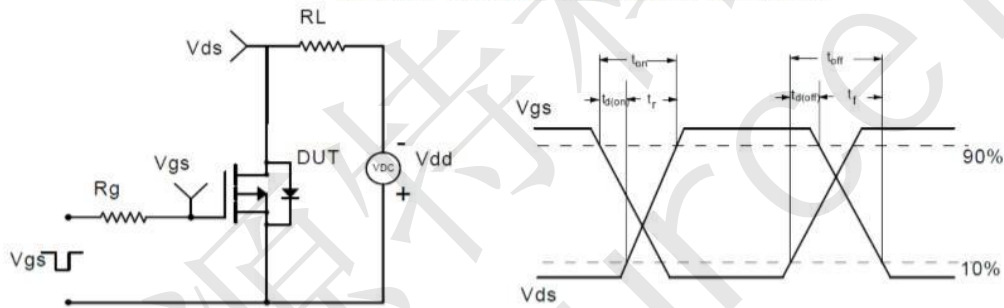 RL
Vds
Vgs
DUT
-
VDC
Vdd
+
Rg
Vgs
ton
toff
td(on)
tr
td(off)
tf
Vgs
90%
10%
Vds